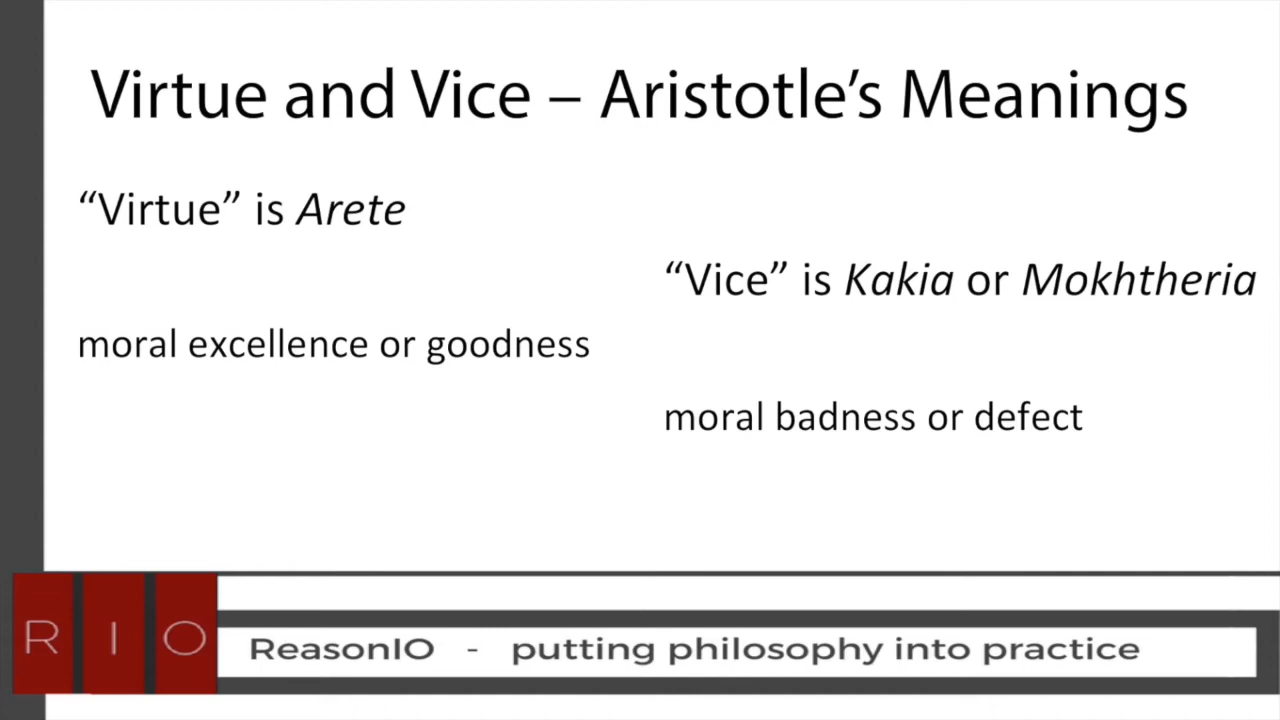 Virtue and Vice – Aristotle’s Meanings
“Virtue” is Arete
“Vice” is Kakia or Mokhtheria
moral excellence or goodness
moral badness or defect
R I O
ReasonIO - putting philosophy into practice